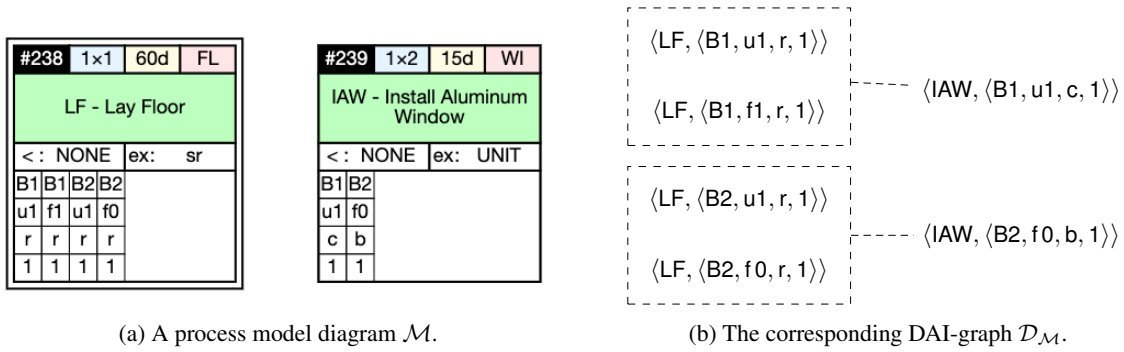 #238 1×1 60d FL
LF - Lay Floor
<: NONE ex: sr
B1 B1 B2 B2
u1 f1 u1 f0
r r r r
1 1 1 1
#239 1×2 15d WI
IAW - Install Aluminum
Window
<: NONE ex: UNIT
B1 B2
u1 f0
c b
1 1
(a) A process model diagram ℳ.
⟨LF, ⟨B1, u1, r, 1⟩⟩
⟨LF, ⟨B1, f1, r, 1⟩⟩
⟨IAW, ⟨B1, u1, c, 1⟩⟩
⟨LF, ⟨B2, u1, r, 1⟩⟩
⟨LF, ⟨B2, f0, r, 1⟩⟩
⟨IAW, ⟨B2, f0, b, 1⟩⟩
(b) The corresponding DAI-graph 𝒟ℳ.